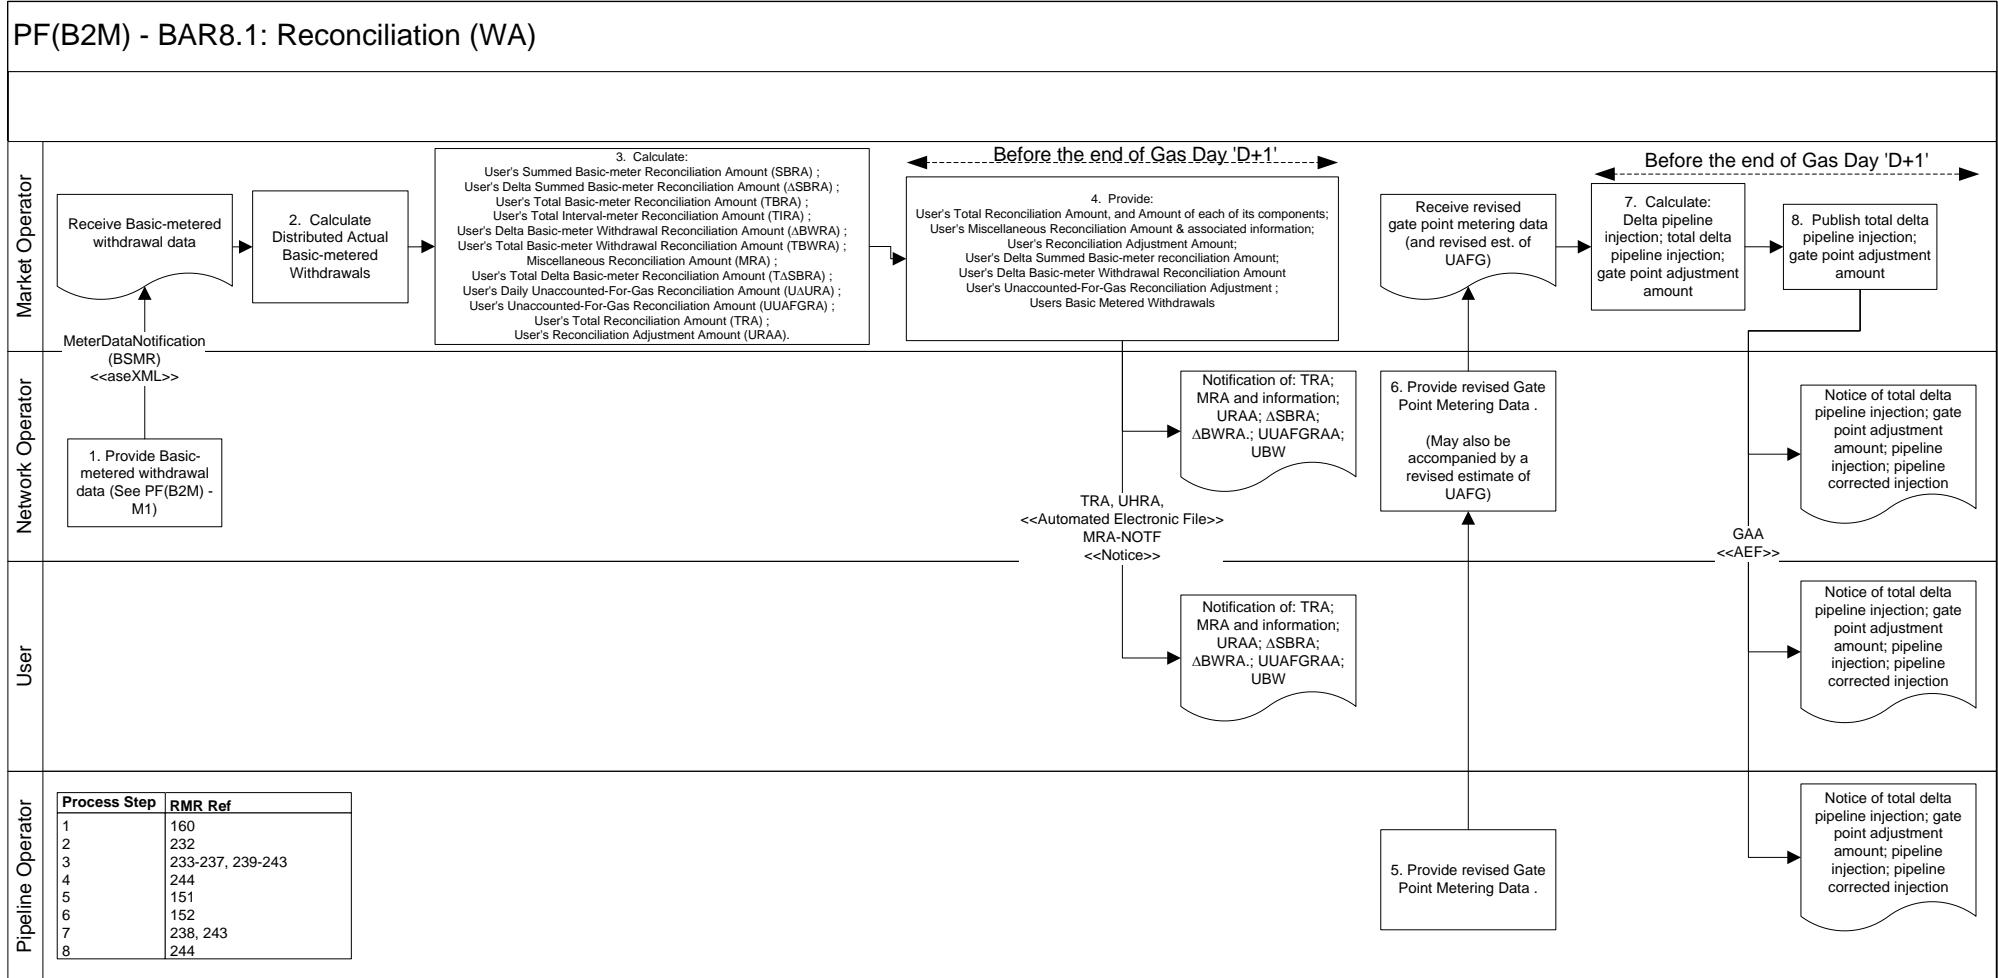 PF(B2M) - BAR8.1: Reconciliation (WA)
Market Operator
Receive Basic-metered
withdrawal data
2. Calculate
Distributed Actual
Basic-metered
Withdrawals
3. Calculate:
User's Summed Basic-meter Reconciliation Amount (SBRA) ;
User's Delta Summed Basic-meter Reconciliation Amount (∆SBRA) ;
User's Total Basic-meter Reconciliation Amount (TBRA) ;
User's Total Interval-meter Reconciliation Amount (TIRA) ;
User's Delta Basic-meter Withdrawal Reconciliation Amount (∆BWRA) ;
User's Total Basic-meter Withdrawal Reconciliation Amount (TBWRA) ;
Miscellaneous Reconciliation Amount (MRA) ;
User's Total Delta Basic-meter Reconciliation Amount (T∆SBRA) ;
User's Daily Unaccounted-For-Gas Reconciliation Amount (U∆URA) ;
User's Unaccounted-For-Gas Reconciliation Amount (UUAFGRA) ;
User's Total Reconciliation Amount (TRA) ;
User's Reconciliation Adjustment Amount (URAA).
Before the end of Gas Day 'D+1'
4. Provide:
User's Total Reconciliation Amount, and Amount of each of its components;
User's Miscellaneous Reconciliation Amount & associated information;
User's Reconciliation Adjustment Amount;
User's Delta Summed Basic-meter reconciliation Amount;
User's Delta Basic-meter Withdrawal Reconciliation Amount
User's Unaccounted-For-Gas Reconciliation Adjustment ;
Users Basic Metered Withdrawals
Receive revised
gate point metering data
(and revised est. of
UAFG)
Before the end of Gas Day 'D+1'
7. Calculate:
Delta pipeline
injection; total delta
pipeline injection;
gate point adjustment
amount
8. Publish total delta
pipeline injection;
gate point adjustment
amount
MeterDataNotification
(BSMR)
<<aseXML>>
Network Operator
1. Provide Basic-
metered withdrawal
data (See PF(B2M) -
M1)
Notification of: TRA;
MRA and information;
URAA; ∆SBRA;
∆BWRA.; UUAFGRAA;
UBW
6. Provide revised Gate
Point Metering Data .
(May also be
accompanied by a
revised estimate of
UAFG)
Notice of total delta
pipeline injection; gate
point adjustment
amount; pipeline
injection; pipeline
corrected injection
TRA, UHRA,
<<Automated Electronic File>>
MRA-NOTF
<<Notice>>
GAA
<<AEF>>
User
Notification of: TRA;
MRA and information;
URAA; ∆SBRA;
∆BWRA.; UUAFGRAA;
UBW
Notice of total delta
pipeline injection; gate
point adjustment
amount; pipeline
injection; pipeline
corrected injection
Pipeline Operator
Process Step RMR Ref
1 160
2 232
3 233-237, 239-243
4 244
5 151
6 152
7 238, 243
8 244
5. Provide revised Gate
Point Metering Data .
Notice of total delta
pipeline injection; gate
point adjustment
amount; pipeline
injection; pipeline
corrected injection